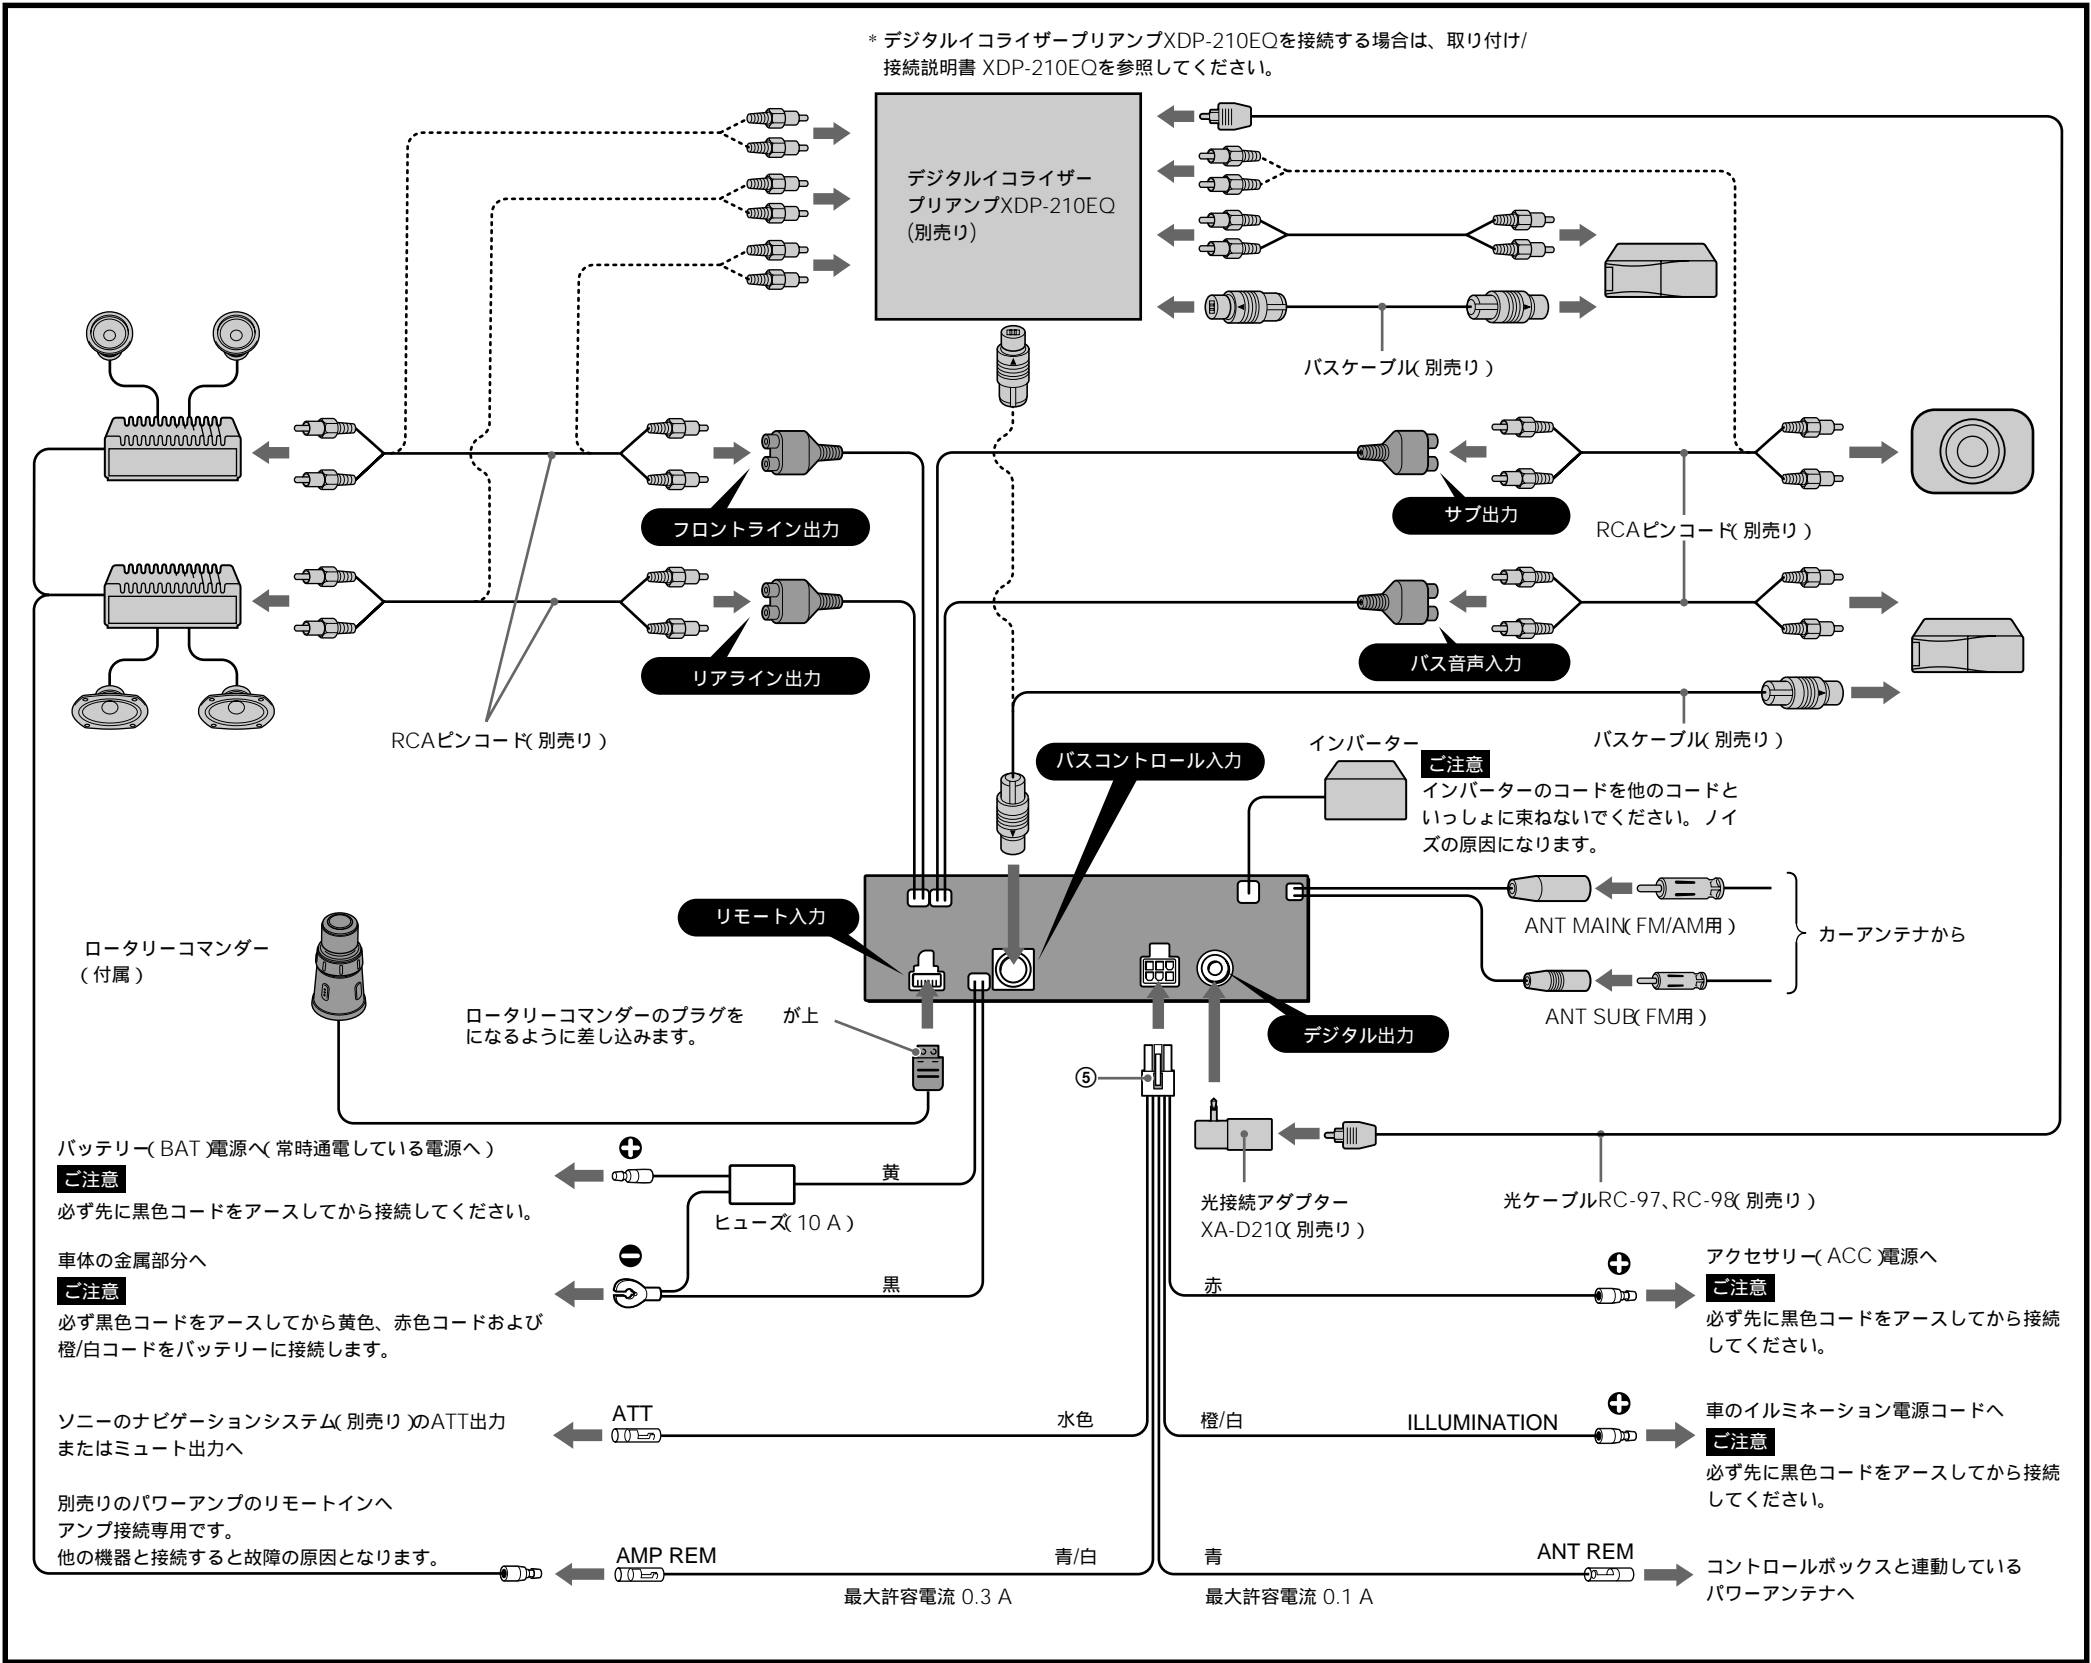 * デジタルイコライザープリアンプXDP-210EQを接続する場合は、取り付け/
接続説明書 XDP-210EQを参照してください。
デジタルイコライザー
プリアンプXDP-210EQ
(別売り)
バスケーブル(別売り)
フロントライン出力
サブ出力
RCAピンコード(別売り)
リアライン出力
バス音声入力
RCAピンコード(別売り)
バスケーブル(別売り)
バスコントロール入力
インバーター
ご注意
インバーターのコードを他のコードと
いっしょに束ねないでください。ノイ
ズの原因になります。
リモート入力
ANT MAIN(FM/AM用)
カーアンテナから
ANT SUB(FM用)
ロータリーコマンダー
(付属)
ロータリーコマンダーのプラグを が上
になるように差し込みます。
デジタル出力
⑤
バッテリー(BAT)電源へ(常時通電している電源へ)
ご注意
必ず先に黒色コードをアースしてから接続してください。
黄
ヒューズ(10 A)
光接続アダプター
XA-D210(別売り)
光ケーブルRC-97、RC-98(別売り)
車体の金属部分へ
ご注意
必ず黒色コードをアースしてから黄色、赤色コードおよび
橙/白コードをバッテリーに接続します。
黒
赤
アクセサリー(ACC)電源へ
ご注意
必ず先に黒色コードをアースしてから接続
してください。
ソニーのナビゲーションシステム(別売り)のATT出力
またはミュート出力へ
ATT
水色
橙/白
ILLUMINATION
車のイルミネーション電源コードへ
ご注意
必ず先に黒色コードをアースしてから接続
してください。
別売りのパワーアンプのリモートインへ
アンプ接続専用です。
他の機器と接続すると故障の原因となります。
AMP REM
青/白
最大許容電流 0.3 A
青
最大許容電流 0.1 A
ANT REM
コントロールボックスと連動している
パワーアンテナへ